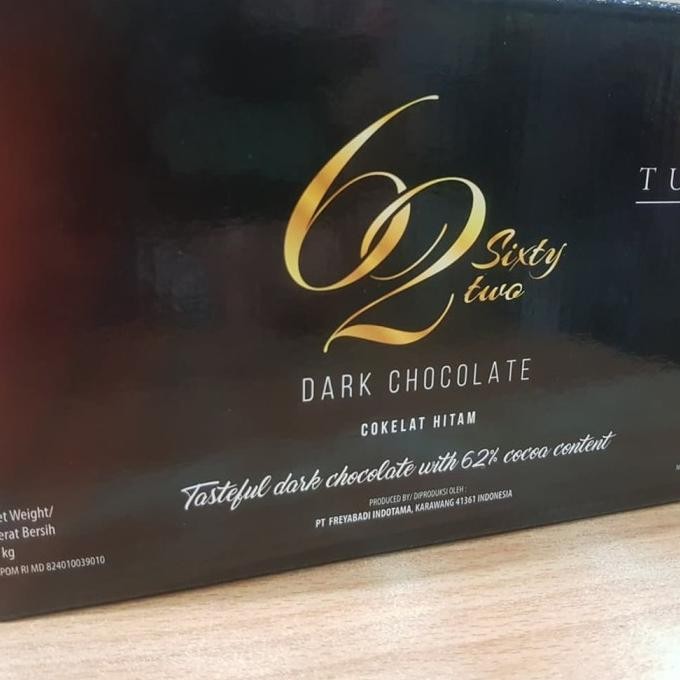 62
Sixty
two
DARK CHOCOLATE
COKELAT HITAM
Tasteful dark chocolate with 62% cocoa content
PRODUCED BY/ DIPRODUKSI OLEH :
PT FREYABADI INDOTAMA, KARAWANG 41361 INDONESIA
TU
et Weight/
erat Bersih
kg
POM RI MD 824010039010